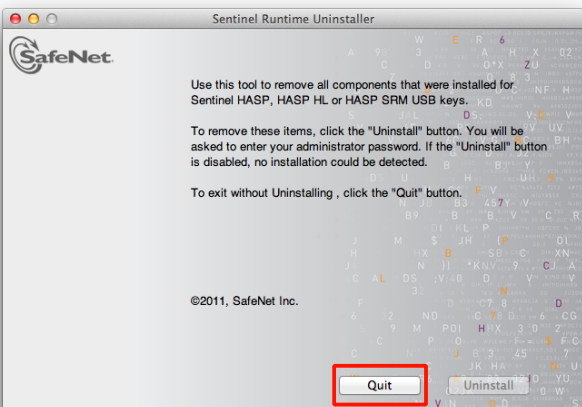 Sentinel Runtime Uninstaller
SafeNet.
Use this tool to remove all components that were installed for
Sentinel HASP, HASP HL or HASP SRM USB keys.
To remove these items, click the "Uninstall" button. You will be
asked to enter your administrator password. If the "Uninstall" button
is disabled, no installation could be detected.
To exit without Uninstalling , click the "Quit" button.
©2011, SafeNet Inc.
Quit
Uninstall